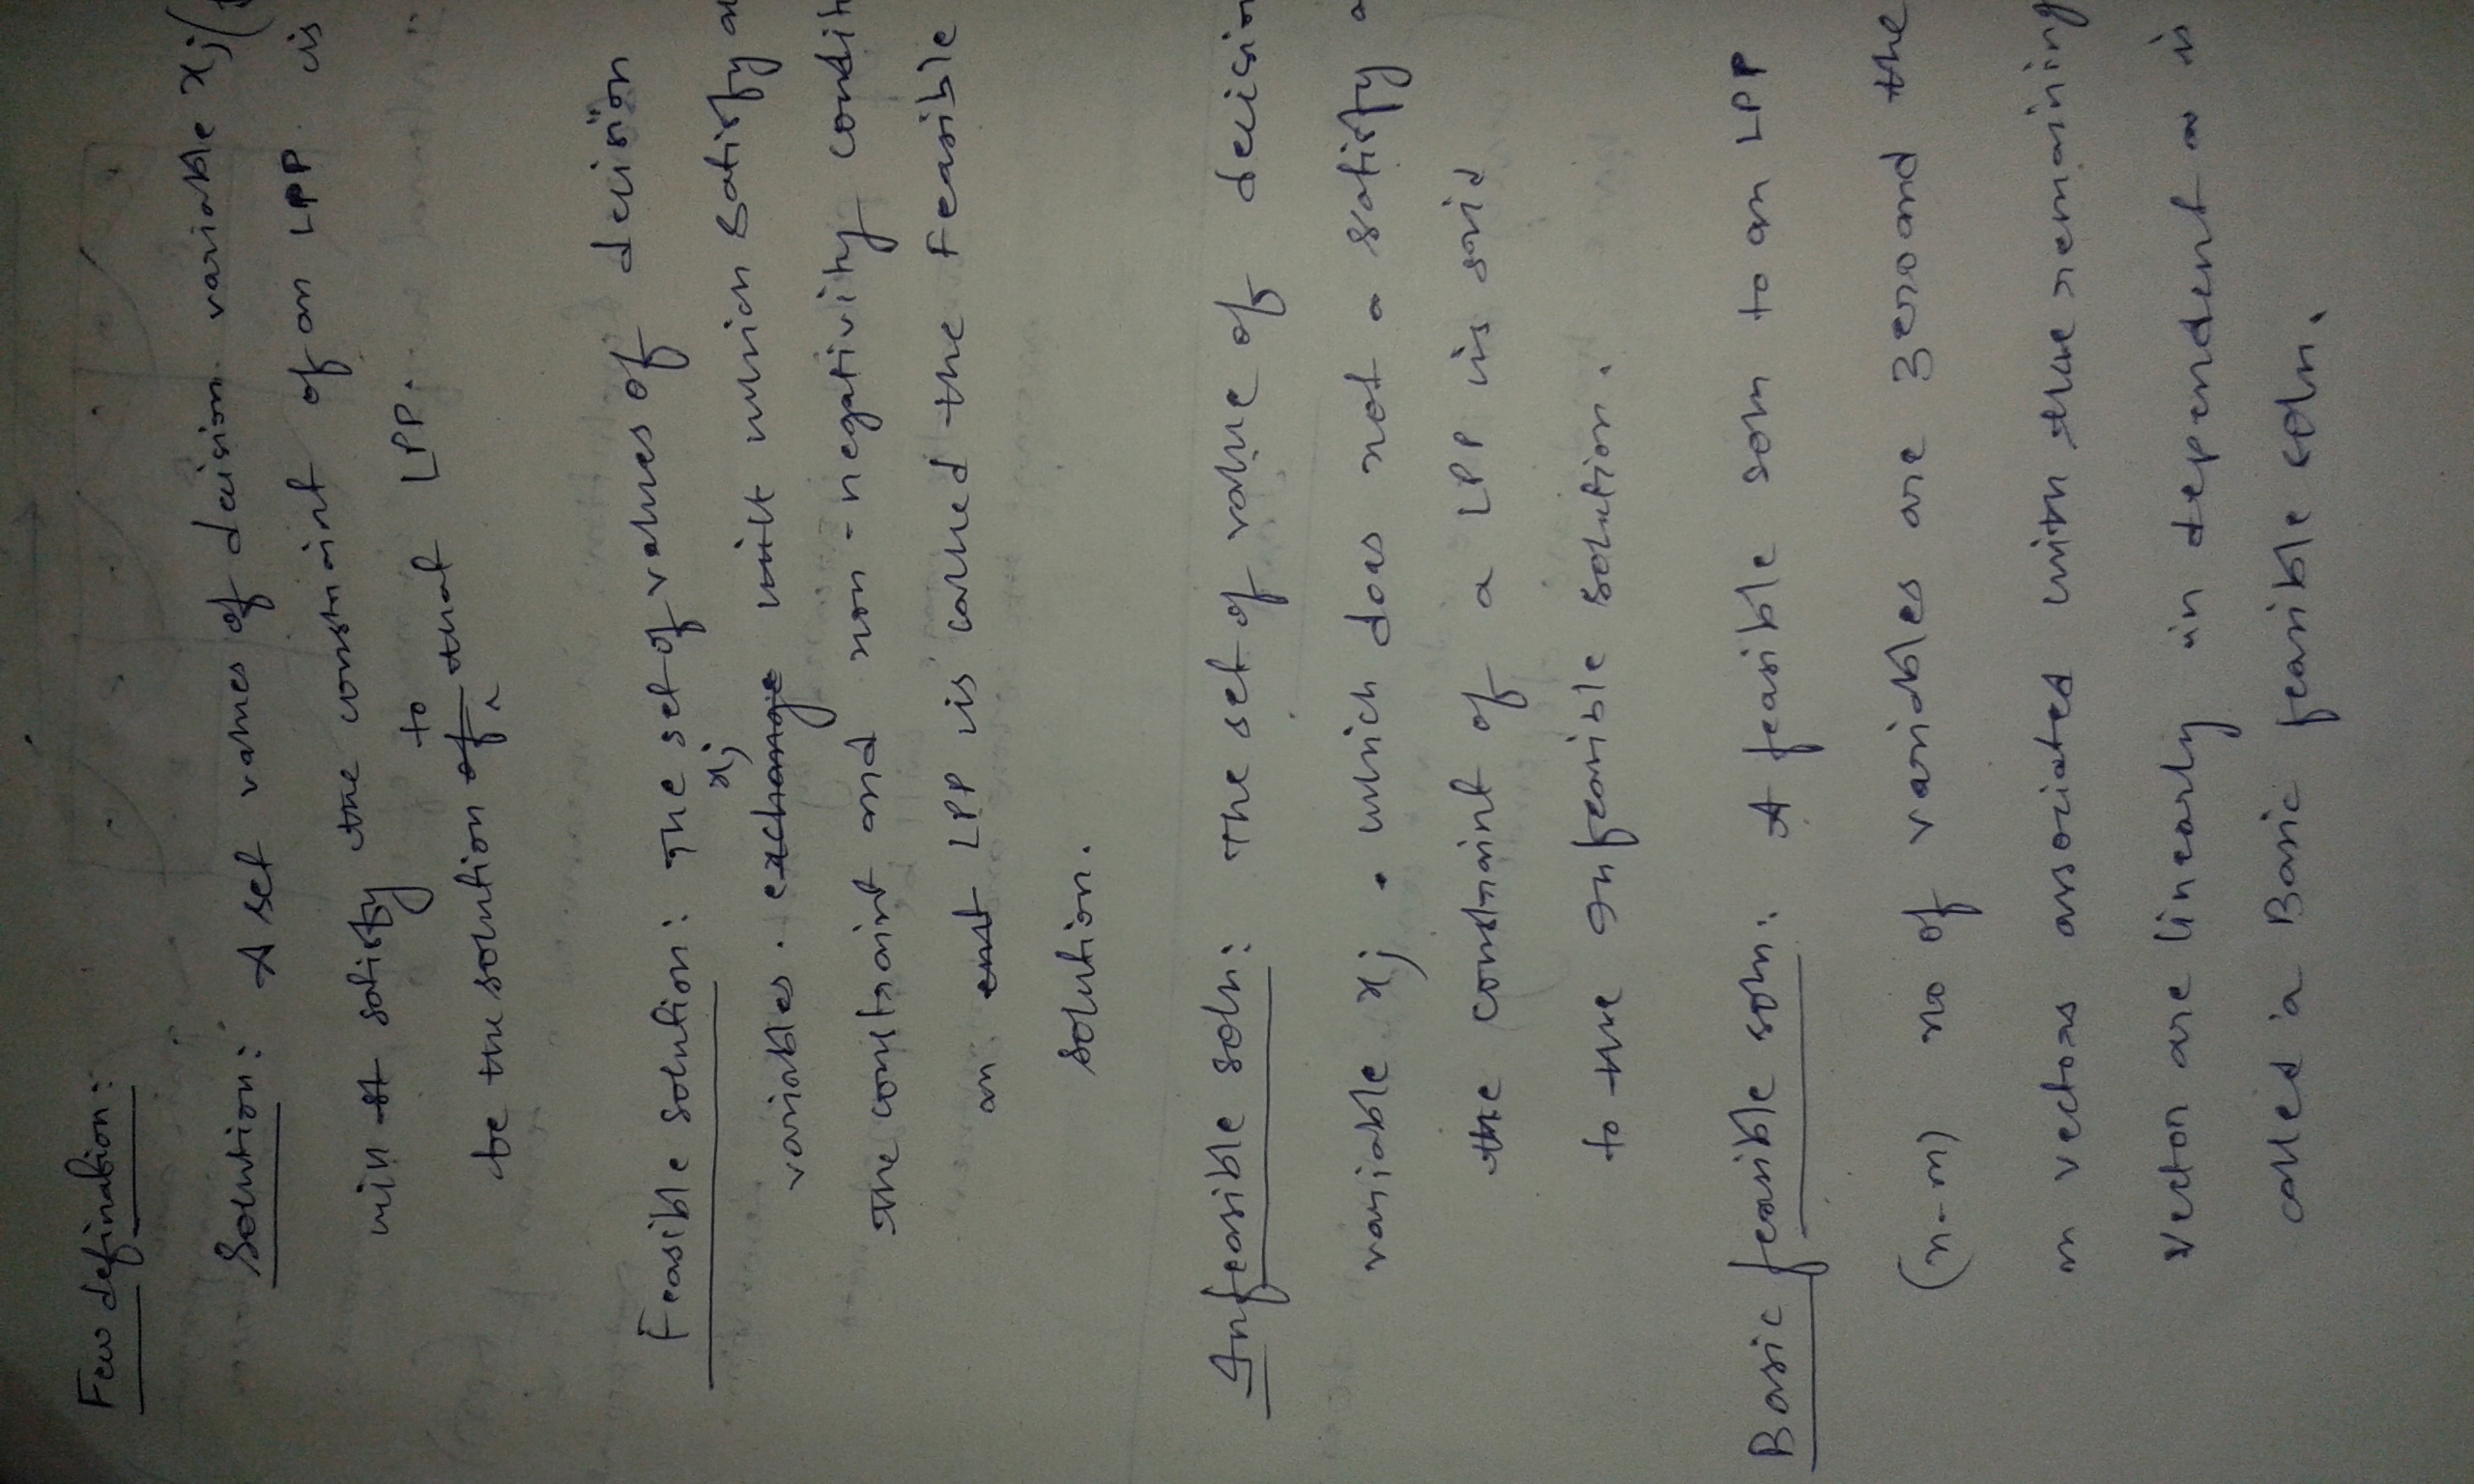 Few defination:
Solution: A set values of decision variable xj(
will st satisfy the constraint of an LPP is
be the solution of to that LPP.
Feasible solution: The set of values of decision
variables. exchange xj will which satisfy
the constraint and non-negativity condit
an LPP is called the Feasible
solution.
Infeasible soln: The set of value of decision
variable xj . which does not a satisfy a
the constraint of a LPP is said
to the Infeasible solution.
Basic feasible soln: A feasible soln to an LPP
(n-m) no of variables are zero and the
m vectors associated with the remaining
Vector are linearly in dependent is
called a Basic feasible soln.